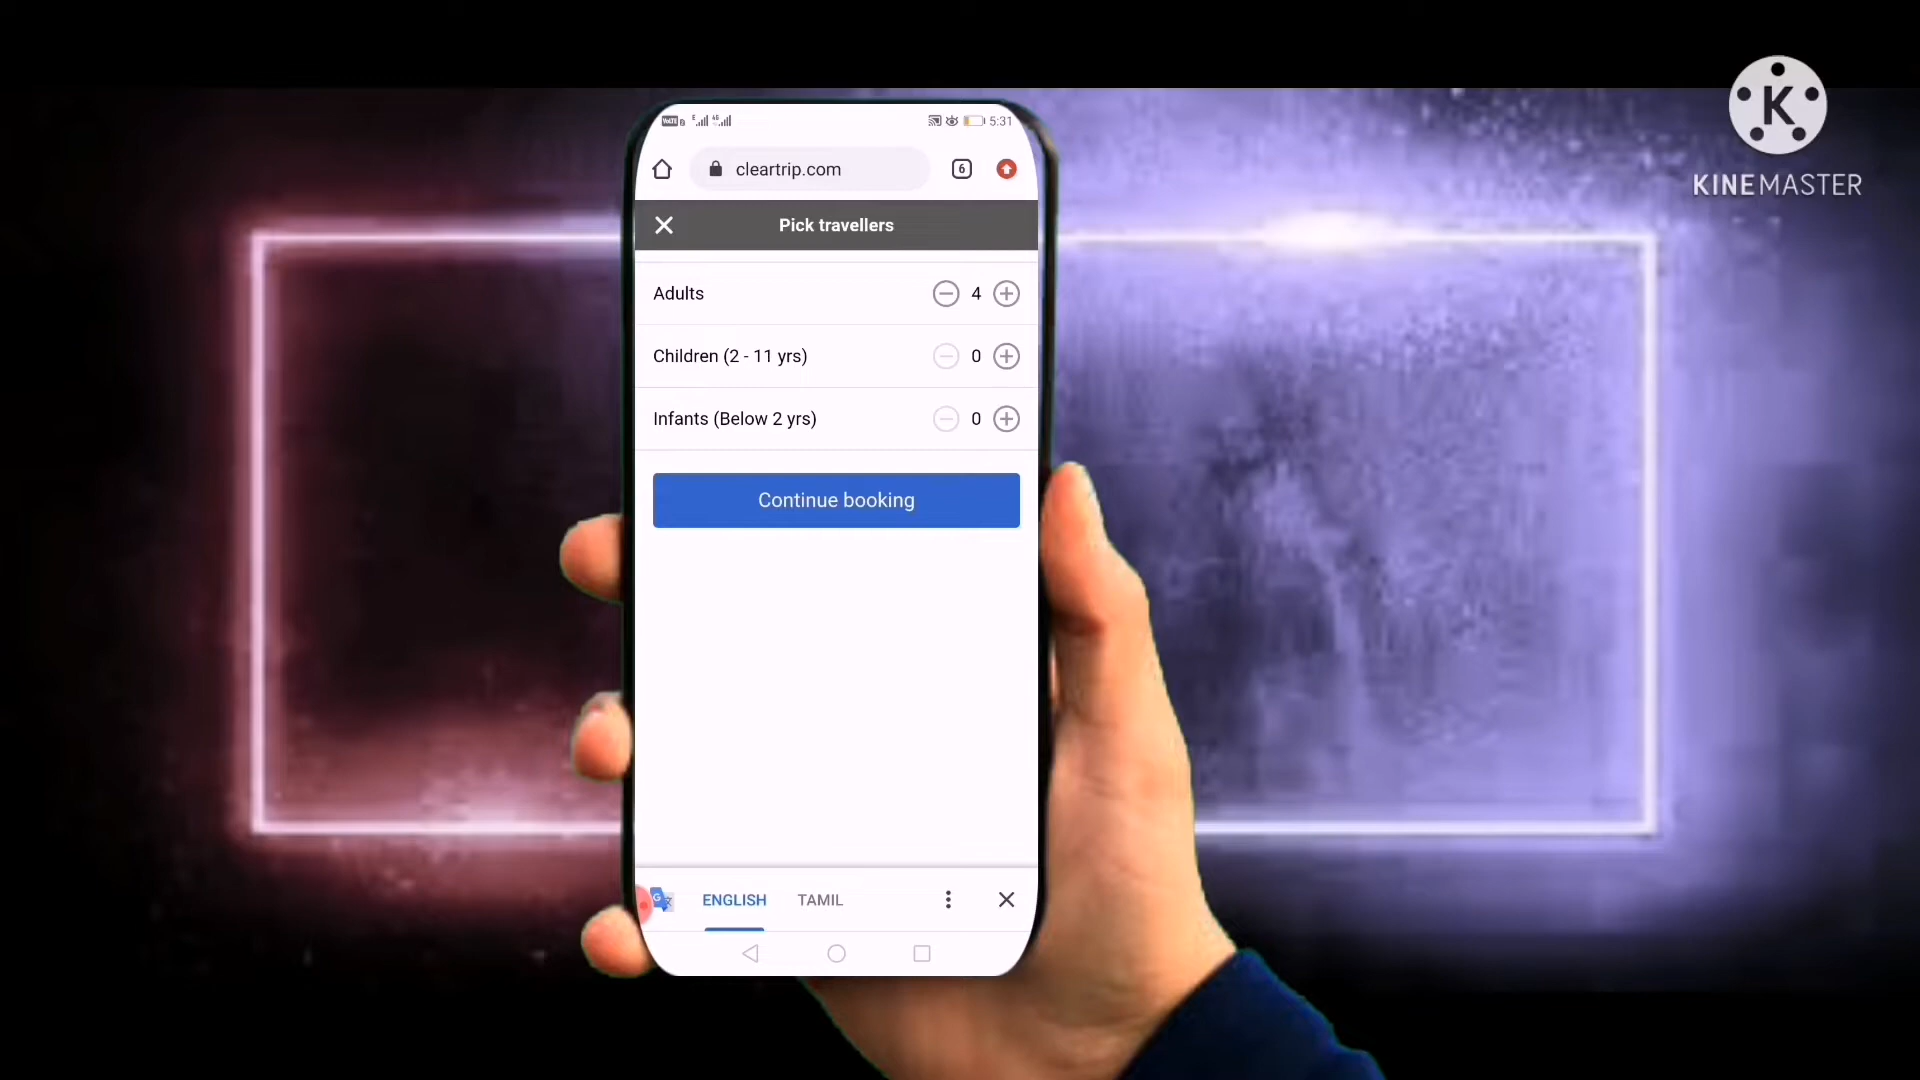 KINEMASTER
5:31
cleartrip.com
6
Pick travellers
Adults
4
Children (2 - 11 yrs)
0
Infants (Below 2 yrs)
0
Continue booking
ENGLISH
TAMIL